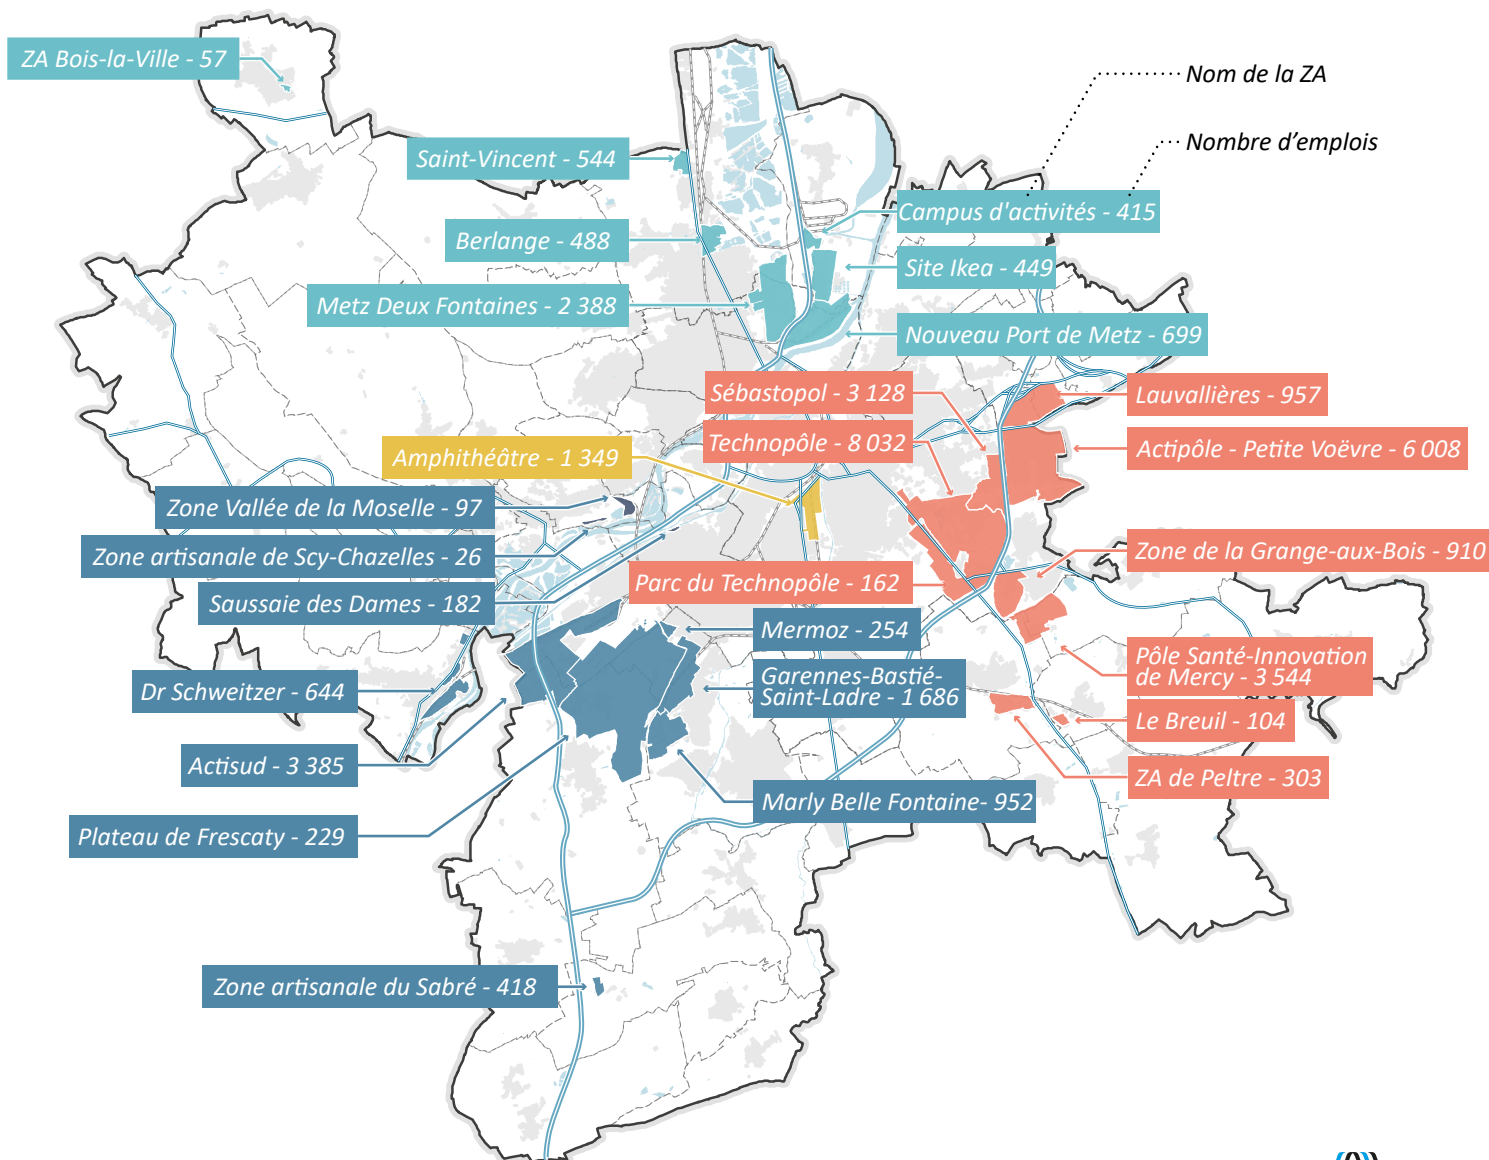 ZA Bois-la-Ville - 57
Nom de la ZA
Nombre d'emplois
Saint-Vincent - 544
Campus d'activités - 415
Berlange - 488
Site Ikea - 449
Metz Deux Fontaines - 2 388
Nouveau Port de Metz - 699
Sébastopol - 3 128
Lauvallières - 957
Technopôle - 8 032
Actipôle - Petite Voëvre - 6 008
Amphithéâtre - 1 349
Zone Vallée de la Moselle - 97
Zone artisanale de Scy-Chazelles - 26
Zone de la Grange-aux-Bois - 910
Parc du Technopôle - 162
Saussaie des Dames - 182
Mermoz - 254
Pôle Santé-Innovation
de Mercy - 3 544
Garennes-Bastié-
Saint-Ladre - 1 686
Dr Schweitzer - 644
Le Breuil - 104
Actisud - 3 385
ZA de Peltre - 303
Marly Belle Fontaine- 952
Plateau de Frescaty - 229
Zone artisanale du Sabré - 418